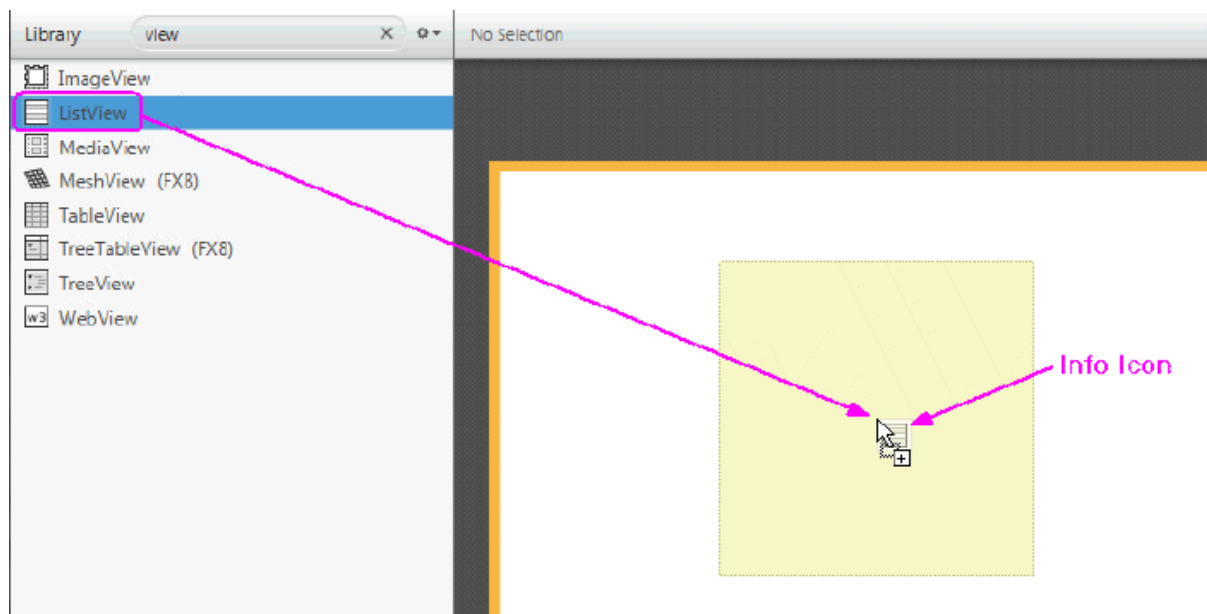 Library view No Selection
ImageView
ListView
MediaView
MeshView (FX8)
TableView
TreeTableView (FX8)
TreeView
w3 WebView
Info Icon